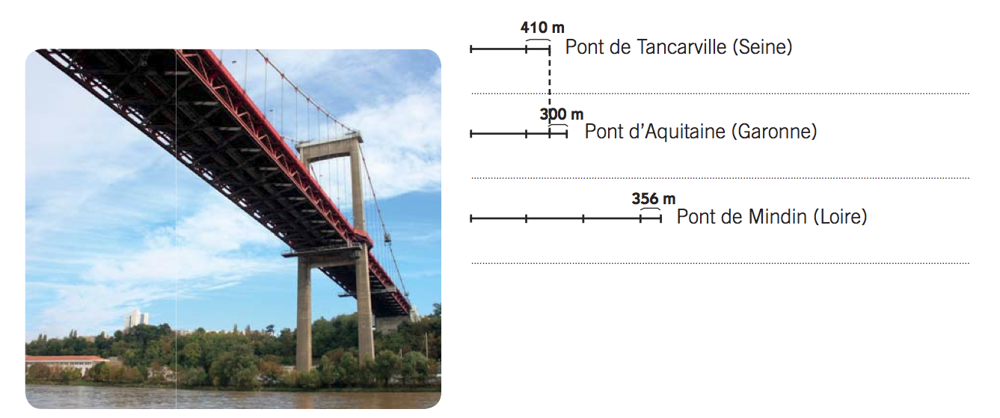 410 m
Pont de Tancarville (Seine)
300 m
Pont d’Aquitaine (Garonne)
356 m
Pont de Mindin (Loire)